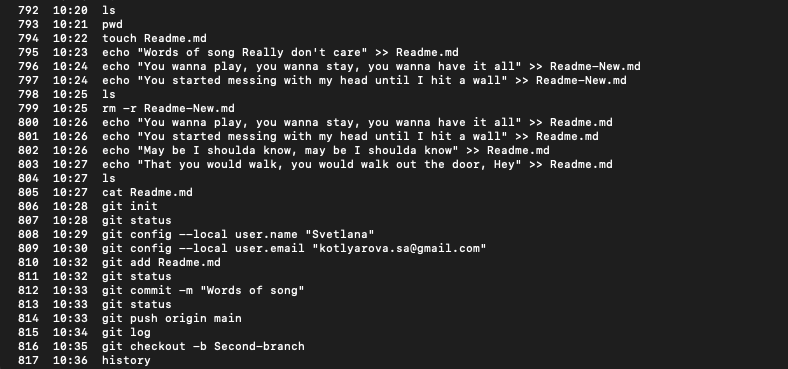 792 10:20 ls
793 10:21 pwd
794 10:22 touch Readme.md
795 10:23 echo "Words of song Really don't care" >> Readme.md
796 10:24 echo "You wanna play, you wanna stay, you wanna have it all" >> Readme-New.md
797 10:24 echo "You started messing with my head until I hit a wall" >> Readme-New.md
798 10:25 ls
799 10:25 rm -r Readme-New.md
800 10:26 echo "You wanna play, you wanna stay, you wanna have it all" >> Readme.md
801 10:26 echo "You started messing with my head until I hit a wall" >> Readme.md
802 10:26 echo "May be I shoulda know, may be I shoulda know" >> Readme.md
803 10:27 echo "That you would walk, you would walk out the door, Hey" >> Readme.md
804 10:27 ls
805 10:27 cat Readme.md
806 10:28 git init
807 10:28 git status
808 10:29 git config --local user.name "Svetlana"
809 10:30 git config --local user.email "kotlyarova.sa@gmail.com"
810 10:32 git add Readme.md
811 10:32 git status
812 10:33 git commit -m "Words of song"
813 10:33 git status
814 10:33 git push origin main
815 10:34 git log
816 10:35 git checkout -b Second-branch
817 10:36 history